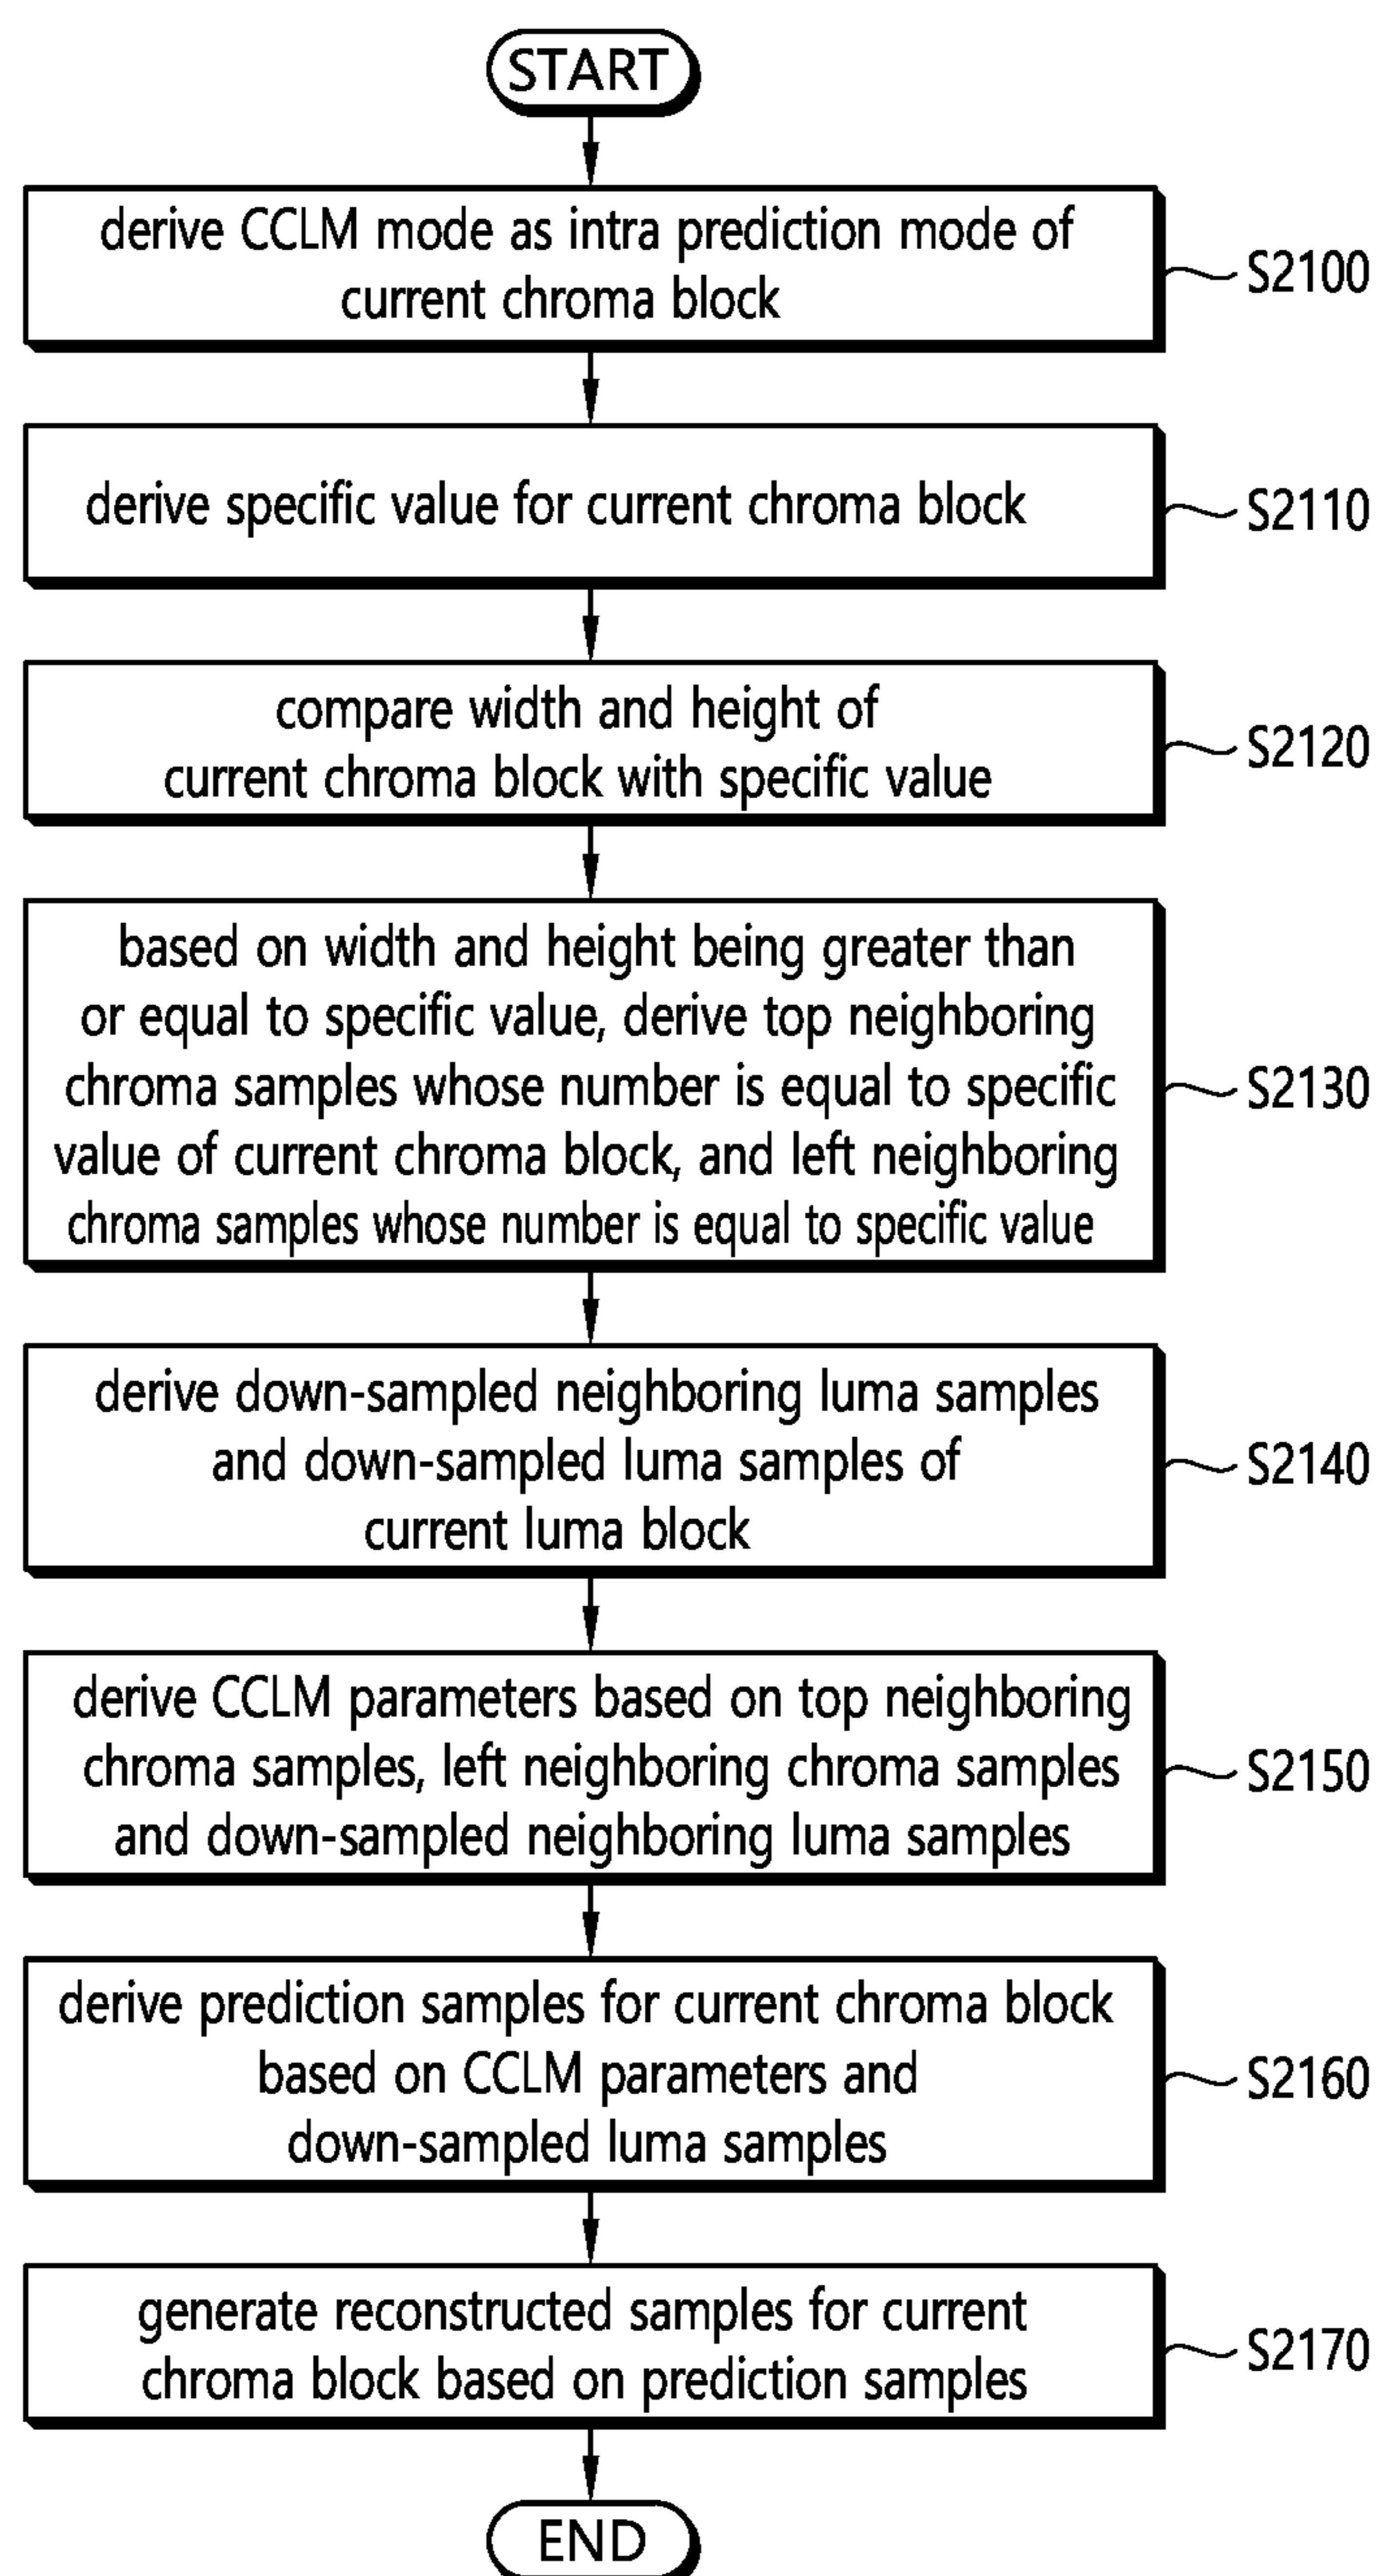 START
derive CCLM mode as intra prediction mode of
current chroma block
S2100
derive specific value for current chroma block
S2110
compare width and height of
current chroma block with specific value
S2120
based on width and height being greater than
or equal to specific value, derive top neighboring
chroma samples whose number is equal to specific
value of current chroma block, and left neighboring
chroma samples whose number is equal to specific value
S2130
derive down-sampled neighboring luma samples
and down-sampled luma samples of
current luma block
S2140
derive CCLM parameters based on top neighboring
chroma samples, left neighboring chroma samples
and down-sampled neighboring luma samples
S2150
derive prediction samples for current chroma block
based on CCLM parameters and
down-sampled luma samples
S2160
generate reconstructed samples for current
chroma block based on prediction samples
S2170
END